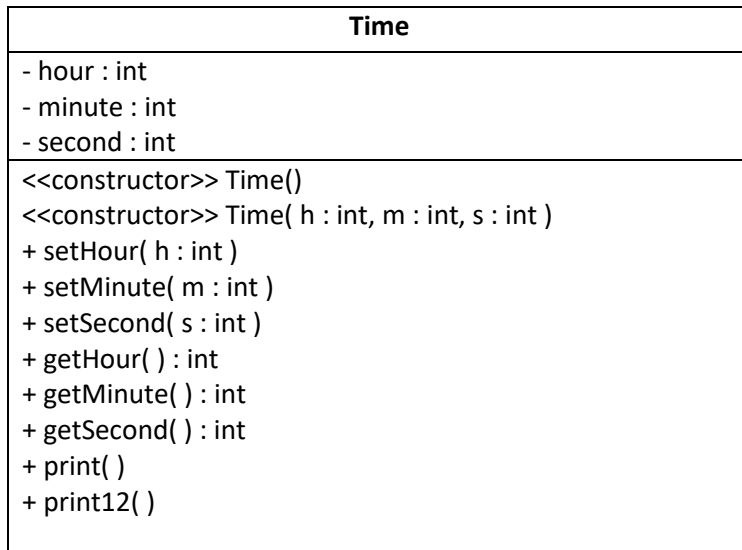 Time
- hour : int
- minute : int
- second : int
<<constructor>> Time()
<<constructor>> Time( h : int, m : int, s : int )
+ setHour( h : int )
+ setMinute( m : int )
+ setSecond( s : int )
+ getHour( ) : int
+ getMinute( ) : int
+ getSecond( ) : int
+ print( )
+ print12( )